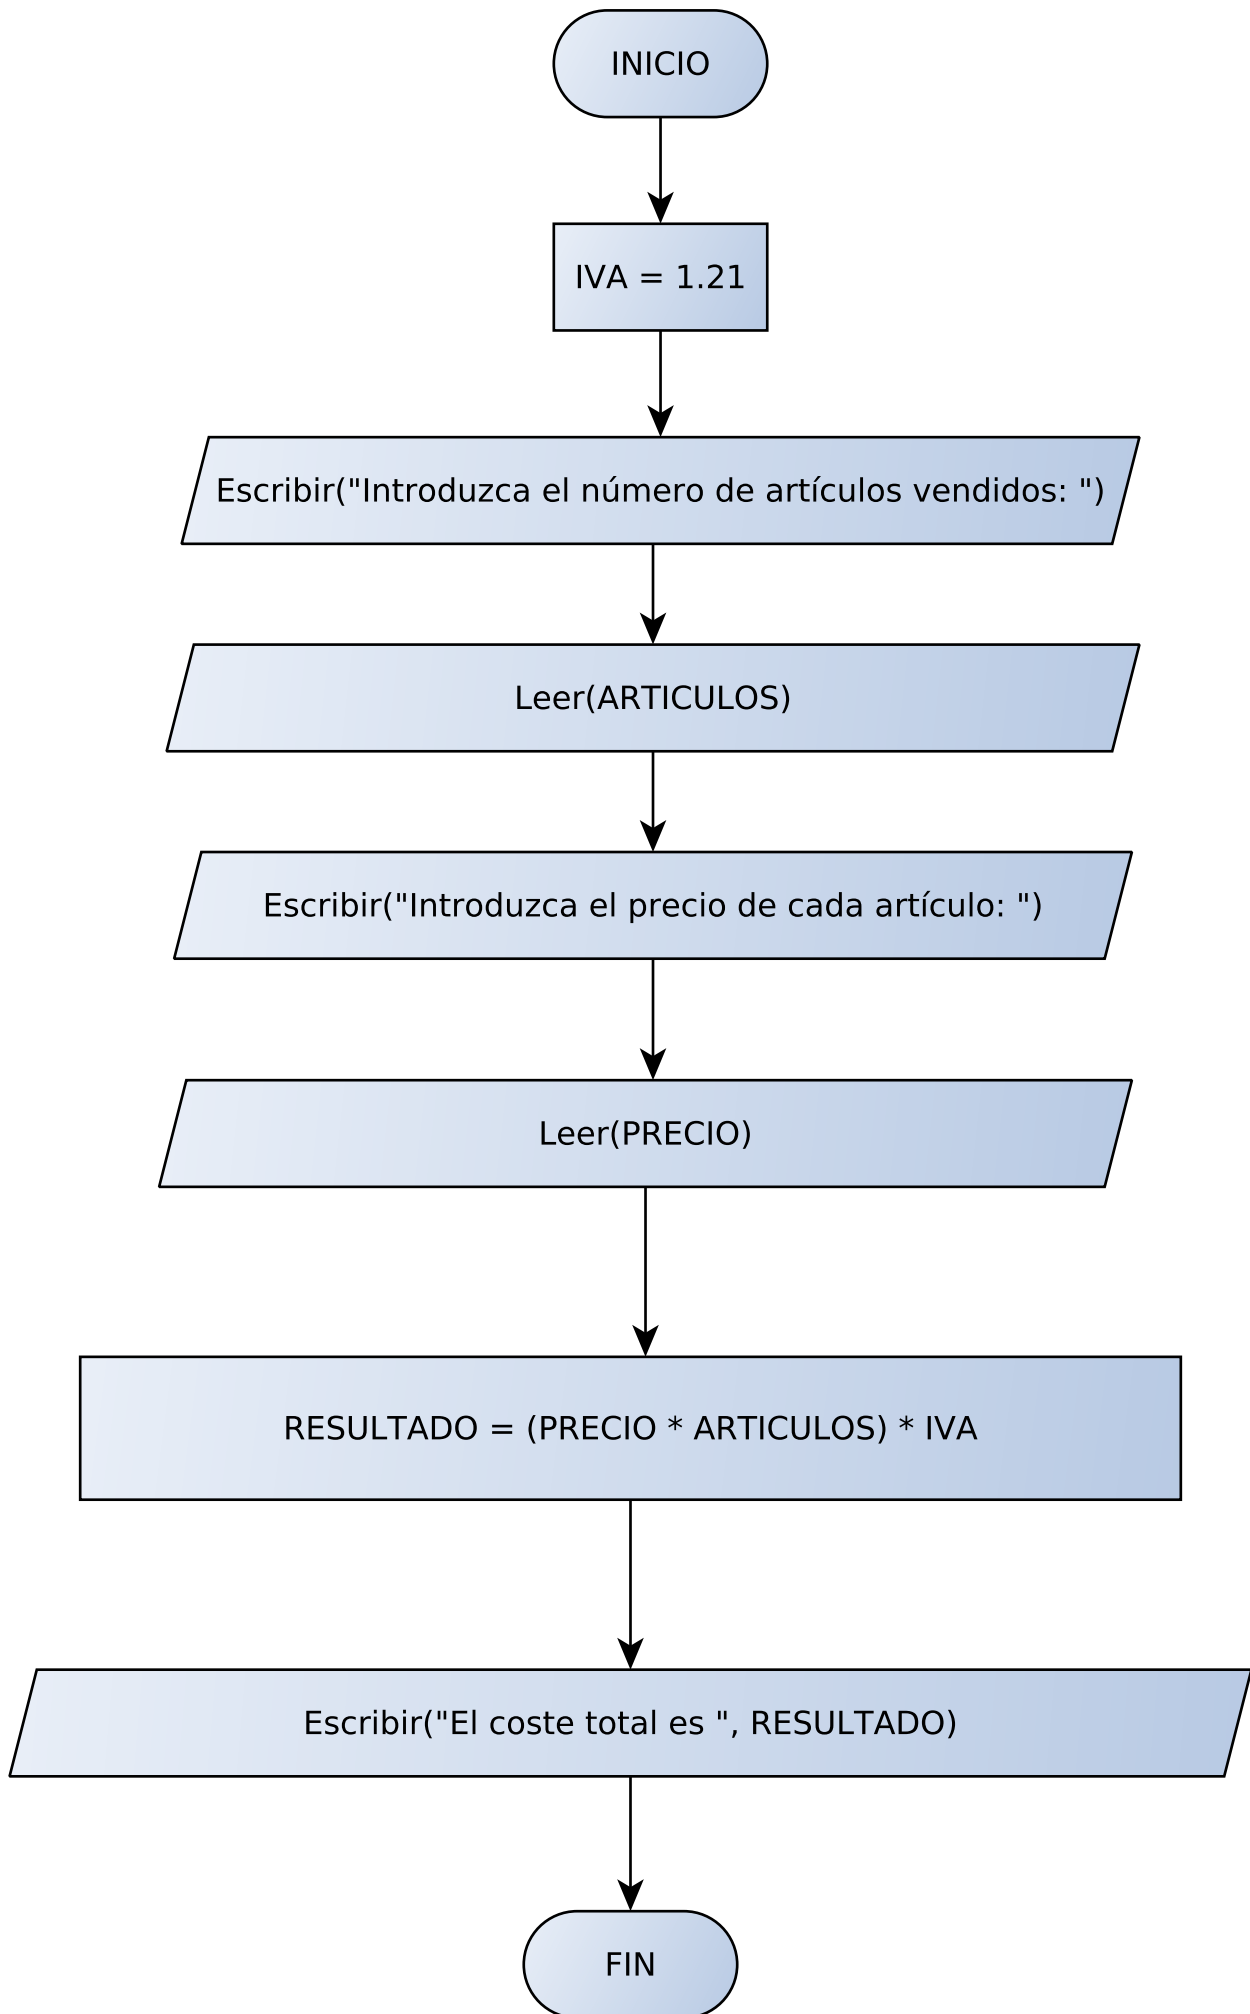 INICIO
IVA = 1.21
Escribir("Introduzca el número de artículos vendidos: ")
Leer(ARTICULOS)
Escribir("Introduzca el precio de cada artículo: ")
Leer(PRECIO)
RESULTADO = (PRECIO * ARTICULOS) * IVA
Escribir("El coste total es ", RESULTADO)
FIN